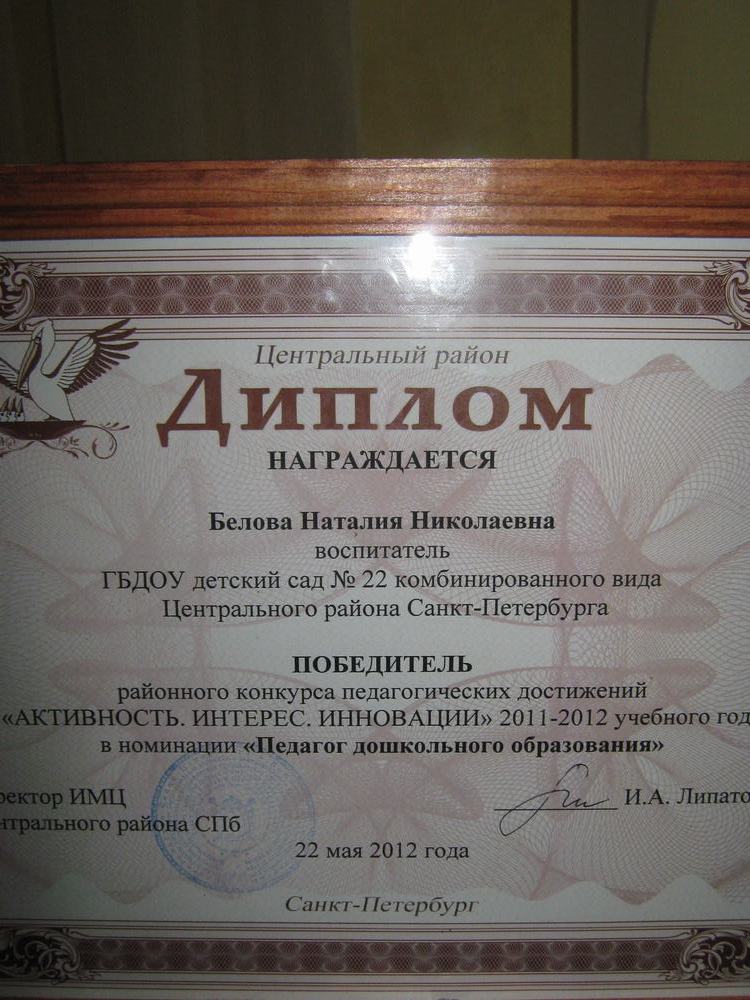 Центральный район
Диплом
НАГРАЖДАЕТСЯ
Белова Наталия Николаевна
воспитатель
ГБДОУ детский сад № 22 комбинированного вида
Центрального района Санкт-Петербурга
ПОБЕДИТЕЛЬ
районного конкурса педагогических достижений
«АКТИВНОСТЬ. ИНТЕРЕС. ИННОВАЦИИ» 2011-2012 учебного год
в номинации «Педагог дошкольного образования»
ректор ИМЦ
нтрального района СПб
И.А. Липато
22 мая 2012 года
Санкт-Петербург